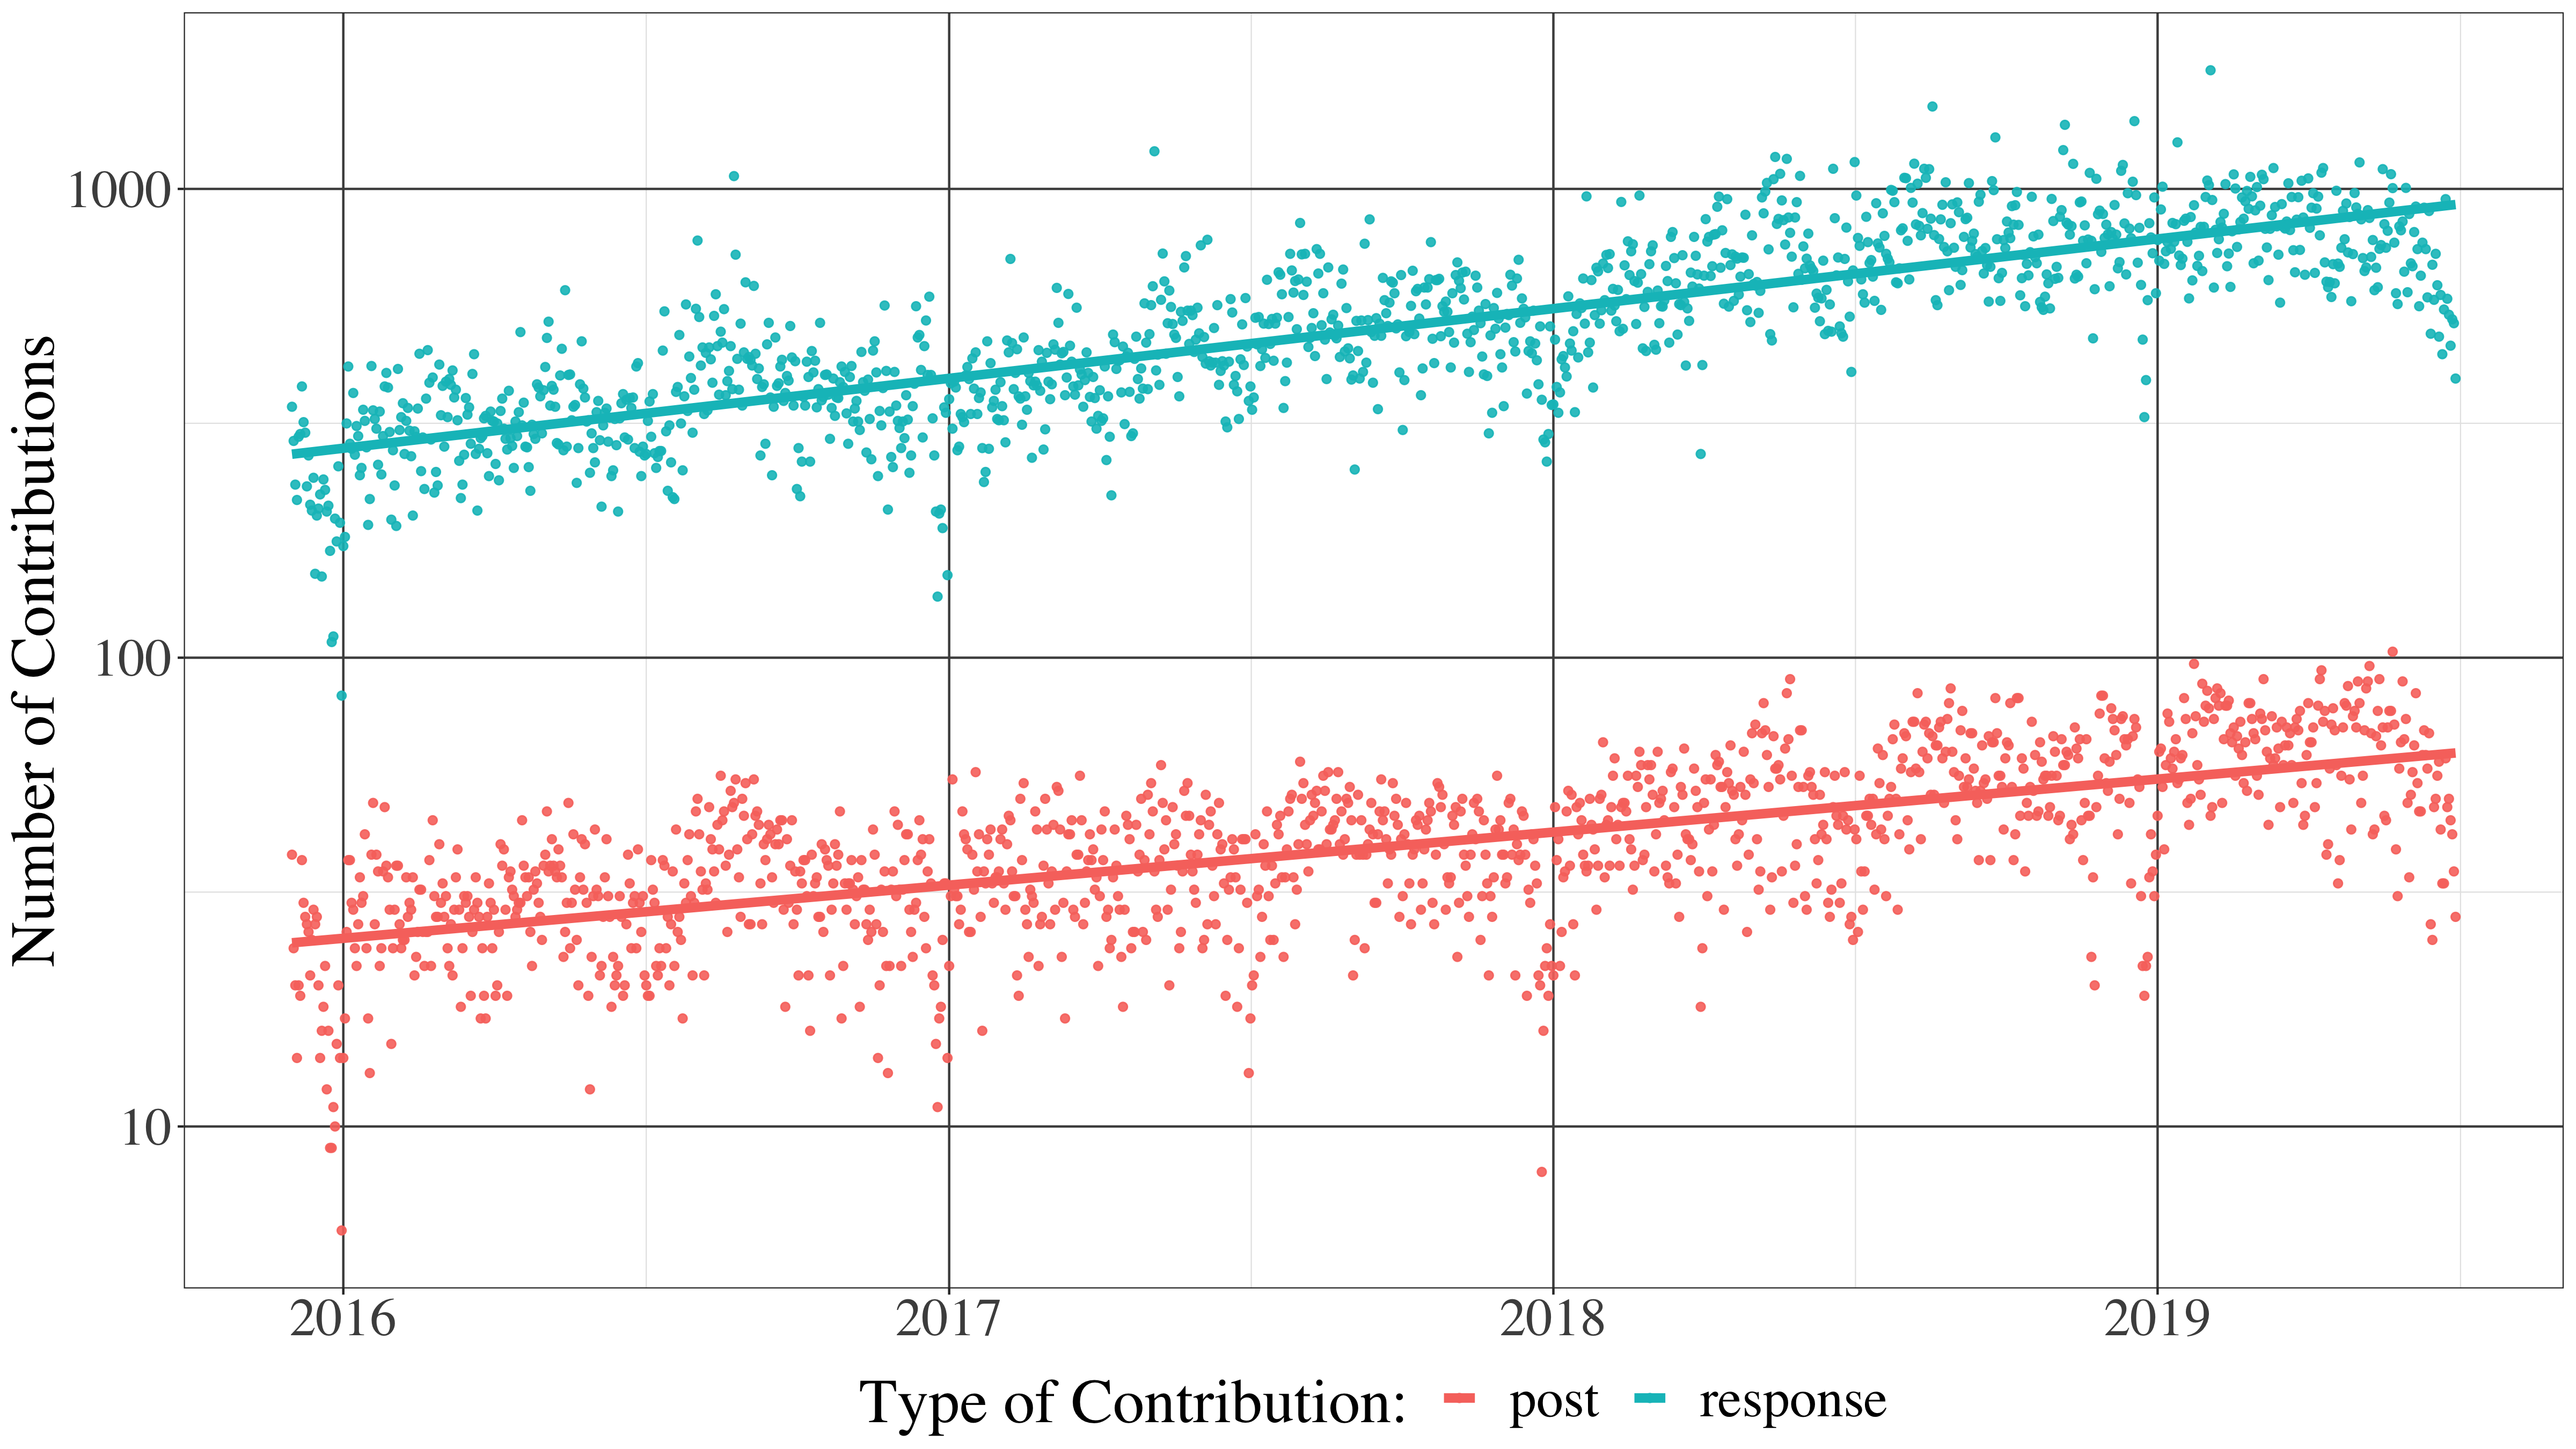 Number of Contributions
1000
100
10
2016 2017 2018 2019
Type of Contribution: post response